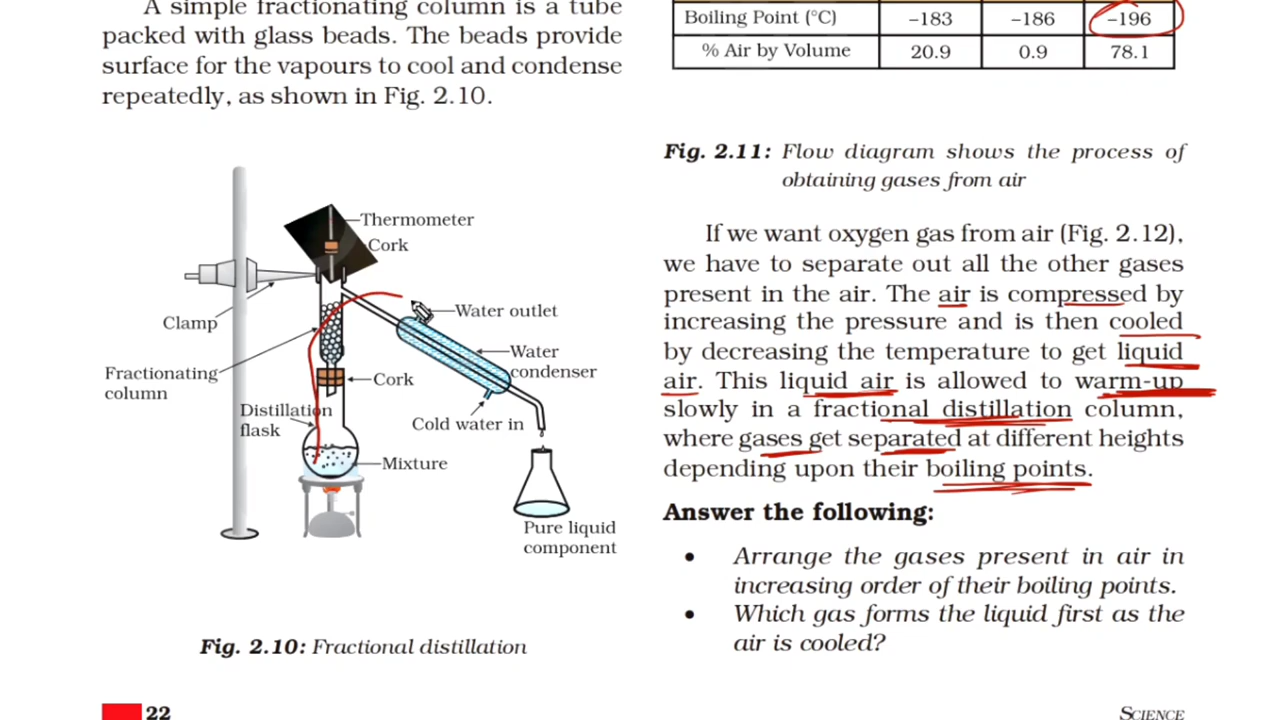 A simple fractionating column is a tube
packed with glass beads. The beads provide
surface for the vapours to cool and condense
repeatedly, as shown in Fig. 2.10.
Thermometer
Cork
Water outlet
Clamp
Water
condenser
Fractionating
column
Cork
Distillation
flask
Cold water in
Mixture
Pure liquid
component
Fig. 2.10: Fractional distillation
22
Boiling Point (°C) –183 –186 –196
% Air by Volume 20.9 0.9 78.1
Fig. 2.11: Flow diagram shows the process of
obtaining gases from air
If we want oxygen gas from air (Fig. 2.12),
we have to separate out all the other gases
present in the air. The air is compressed by
increasing the pressure and is then cooled
by decreasing the temperature to get liquid
air. This liquid air is allowed to warm-up
slowly in a fractional distillation column,
where gases get separated at different heights
depending upon their boiling points.
Answer the following:
• Arrange the gases present in air in
increasing order of their boiling points.
• Which gas forms the liquid first as the
air is cooled?
SCIENCE